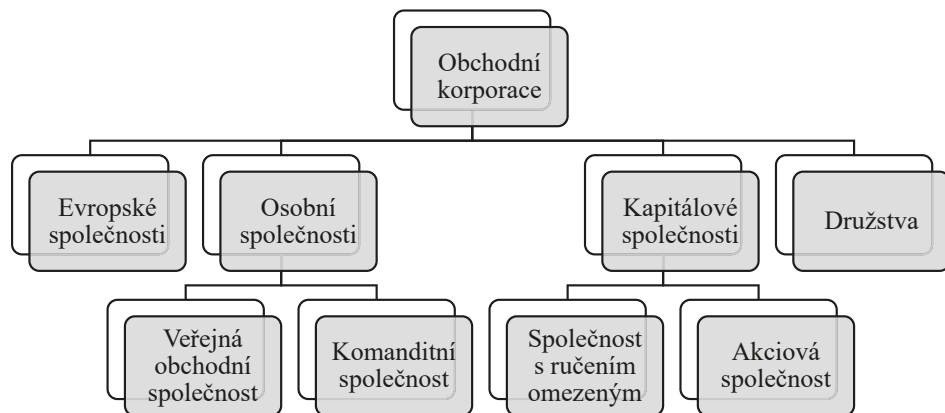 Obchodní
korporace
Evropské
společnosti
Osobní
společnosti
Kapitálové
společnosti
Družstva
Veřejná
obchodní
společnost
Komanditní
společnost
Společnost
s ručením
omezeným
Akciová
společnost